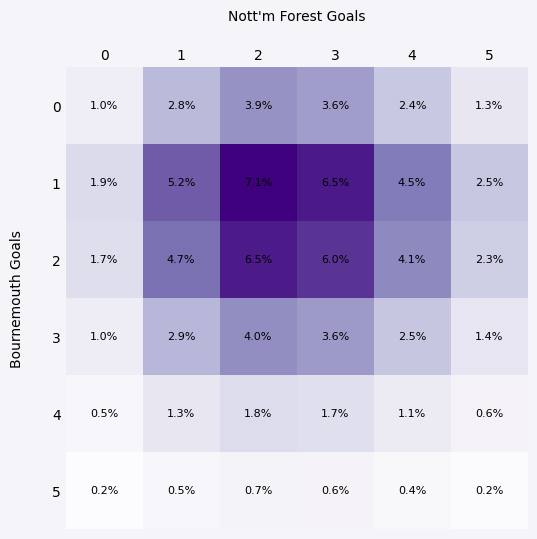 Nott'm Forest Goals
0 1 2 3 4 5
0 1.0% 2.8% 3.9% 3.6% 2.4% 1.3%
1 1.9% 5.2% 7.1% 6.5% 4.5% 2.5%
2 1.7% 4.7% 6.5% 6.0% 4.1% 2.3%
3 1.0% 2.9% 4.0% 3.6% 2.5% 1.4%
4 0.5% 1.3% 1.8% 1.7% 1.1% 0.6%
5 0.2% 0.5% 0.7% 0.6% 0.4% 0.2%
Bournemouth Goals